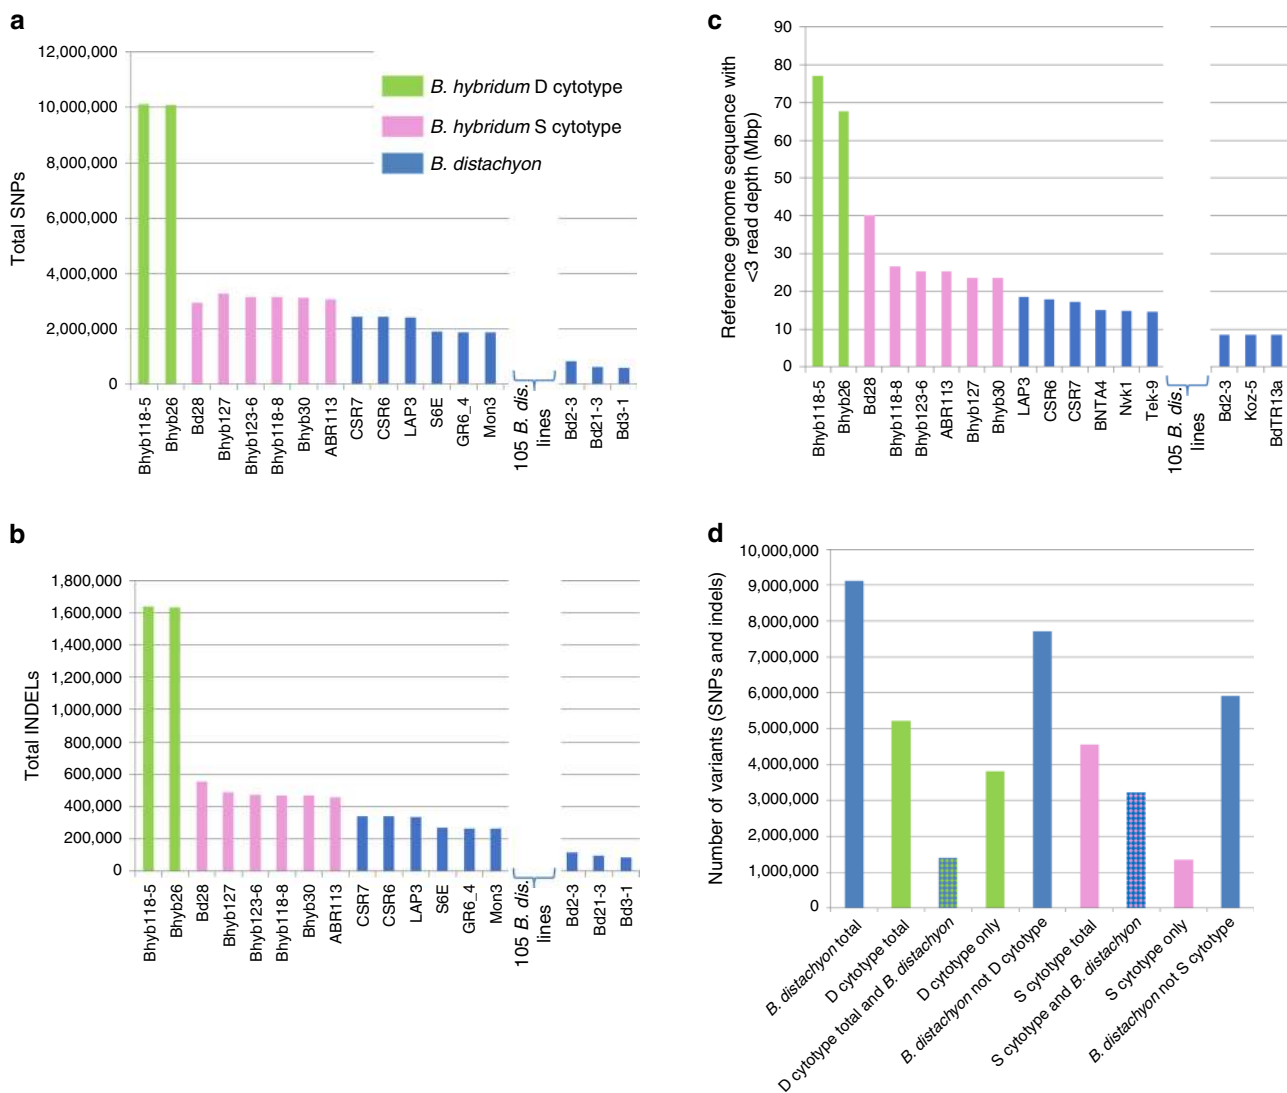 a
12,000,000
10,000,000
8,000,000
6,000,000
4,000,000
2,000,000
0
Total SNPs
B. hybridum D cytotype
B. hybridum S cytotype
B. distachyon
Bhyb118-5
Bhyb26
Bd28
Bhyb127
Bhyb123-6
Bhyb118-8
Bhyb30
ABR113
CSR7
CSR6
LAP3
S6E
GR6_4
Mon3
105 B. dis.
lines
Bd2-3
Bd21-3
Bd3-1
b
1,800,000
1,600,000
1,400,000
1,200,000
1,000,000
800,000
600,000
400,000
200,000
0
Total INDELs
Bhyb118-5
Bhyb26
Bd28
Bhyb127
Bhyb123-6
Bhyb118-8
Bhyb30
ABR113
CSR7
CSR6
LAP3
S6E
GR6_4
Mon3
105 B. dis.
lines
Bd2-3
Bd21-3
Bd3-1
c
90
80
70
60
50
40
30
20
10
0
Reference genome sequence with
<3 read depth (Mbp)
Bhyb118-5
Bhyb26
Bd28
Bhyb118-8
Bhyb123-6
ABR113
Bhyb127
Bhyb30
LAP3
CSR6
CSR7
BNTA4
Nvk1
Tek-9
105 B. dis.
lines
Bd2-3
Koz-5
BdTR13a
d
10,000,000
9,000,000
8,000,000
7,000,000
6,000,000
5,000,000
4,000,000
3,000,000
2,000,000
1,000,000
0
Number of variants (SNPs and indels)
B. distachyon total
D cytotype total
D cytotype total and B. distachyon
D cytotype only
B. distachyon not D cytotype
S cytotype total
S cytotype and B. distachyon
S cytotype only
B. distachyon not S cytotype